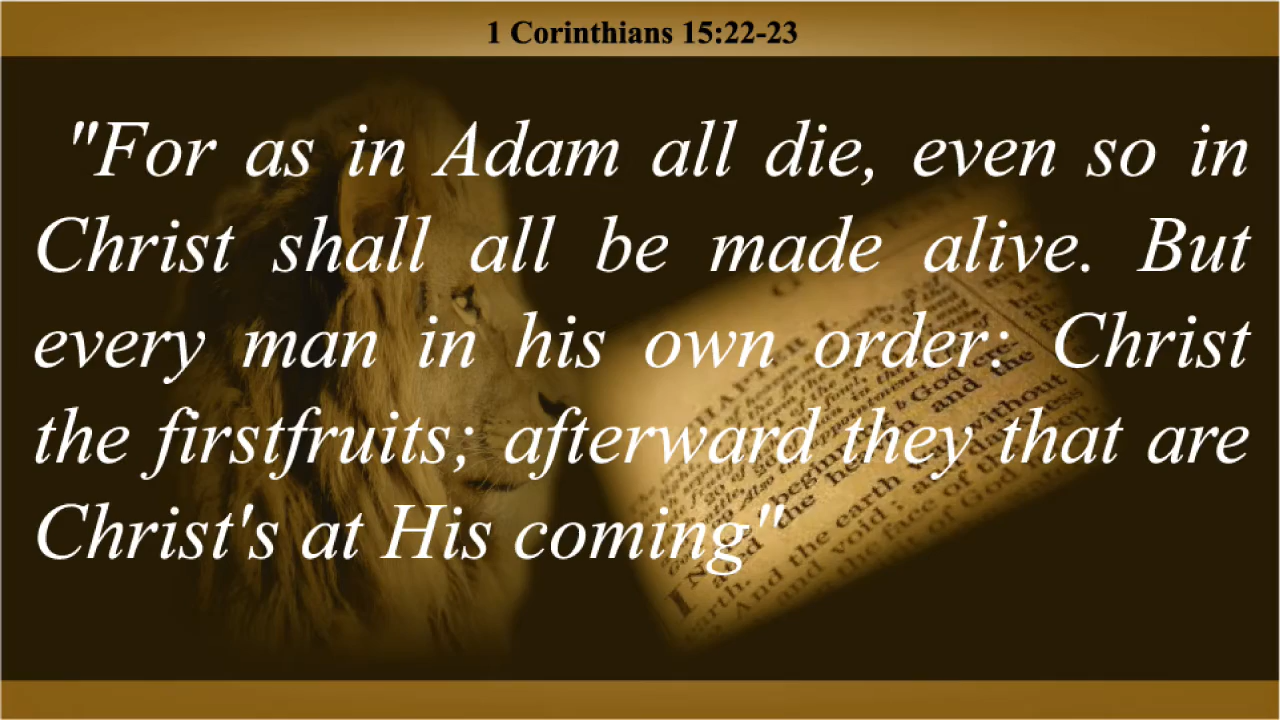 1 Corinthians 15:22-23
"For as in Adam all die, even so in
Christ shall all be made alive. But
every man in his own order: Christ
the firstfruits; afterward they that are
Christ's at His coming"